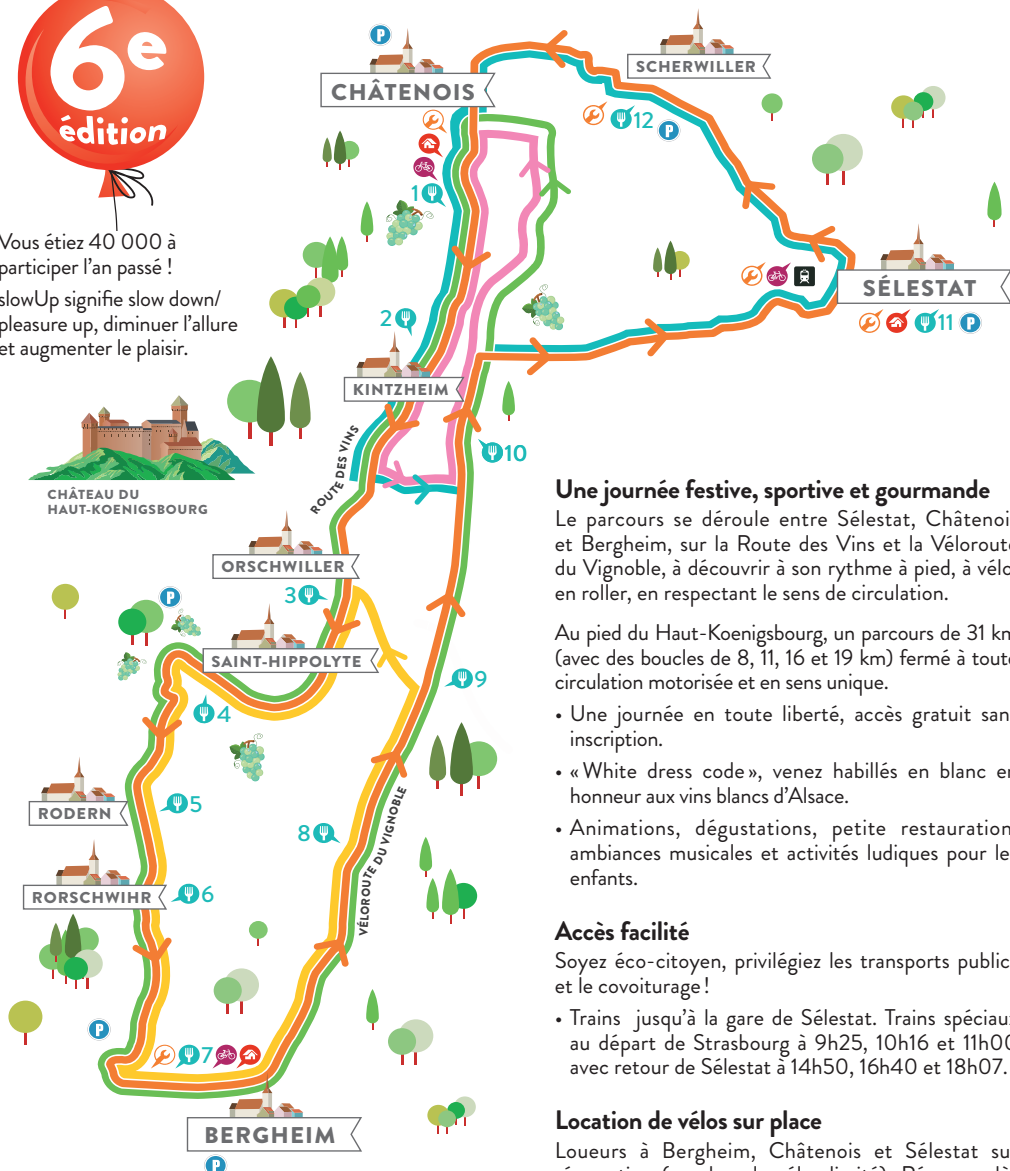 6e
édition
Vous étiez 40 000 à
participer l'an passé !
slowUp signifie slow down/
pleasure up, diminuer l'allure
et augmenter le plaisir.
P
CHÂTENOIS
SCHERWILLER
12
P
1
SÉLESTAT
11 P
2
KINTZHEIM
10
ROUTE DES VINS
CHÂTEAU DU
HAUT-KOENIGSBOURG
ORSCHWILLER
3
P
SAINT-HIPPOLYTE
4
9
RODERN
5
8
VÉLOROUTE DU VIGNOBLE
RORSCHWIHR
6
P
7
BERGHEIM
P
Une journée festive, sportive et gourmande
Le parcours se déroule entre Sélestat,
et Bergheim, sur la Route des Vins et la Véloroute
du Vignoble, à découvrir à son rythme à pied, à vélo,
en roller, en respectant le sens de circulation.
Au pied du Haut-Koenigsbourg, un parcours de 31 km
(avec des boucles de 8, 11, 16 et 19 km) fermé à toute
circulation motorisée et en sens unique.
• Une journée en toute liberté, accès gratuit
inscription.
• « White dress code », venez habillés en blanc en
honneur aux vins blancs d'Alsace.
• Animations, dégustations, petite restauration,
ambiances musicales et activités ludiques pour
enfants.
Accès facilité
Soyez éco-citoyen, privilégiez les transports
et le covoiturage !
• Trains jusqu'à la gare de Sélestat. Trains spéciaux
au départ de Strasbourg à 9h25, 10h16 et 11h00
avec retour de Sélestat à 14h50, 16h40 et 18h07.
Location de vélos sur place
Loueurs à Bergheim, Châtenois et Sélestat